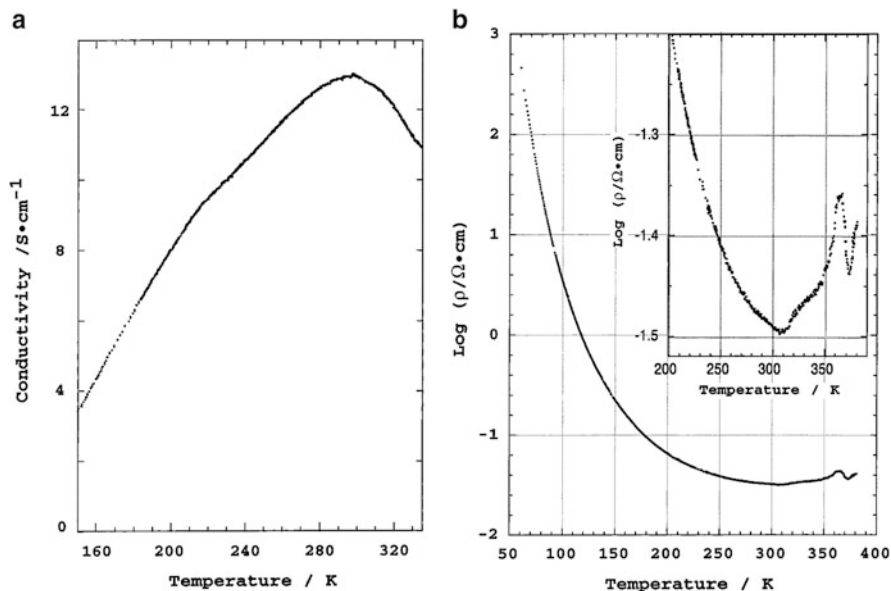 a
Conductivity /S•cm⁻¹
12
8
4
0
160 200 240 280 320
Temperature / K
b
Log (ρ/Ω•cm)
3
2
1
0
-1
-2
50 100 150 200 250 300 350 400
Temperature / K
Log (ρ/Ω•cm)
-1.3
-1.4
-1.5
200 250 300 350
Temperature / K